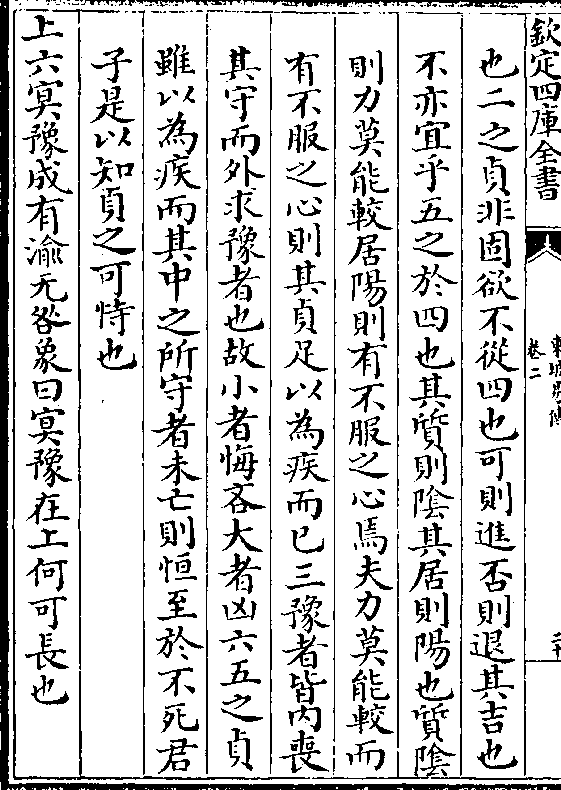 欽定四庫全書
東坡易傳
卷二
二十
也二之貞非固欲不從四也可則進否則退其吉也
不亦宜乎五之於四也其質則陰其居則陽也質陰
則力莫能較居陽則有不服之心焉夫力莫能較而
有不服之心則其貞足以為疾而已三豫者皆內喪
其守而外求豫者也故小者悔吝大者凶六五之貞
雖以為疾而其中之所守者未亡則恒至於不死君
子是以知貞之可恃也
上六冥豫成有渝无咎象曰冥豫在上何可長也